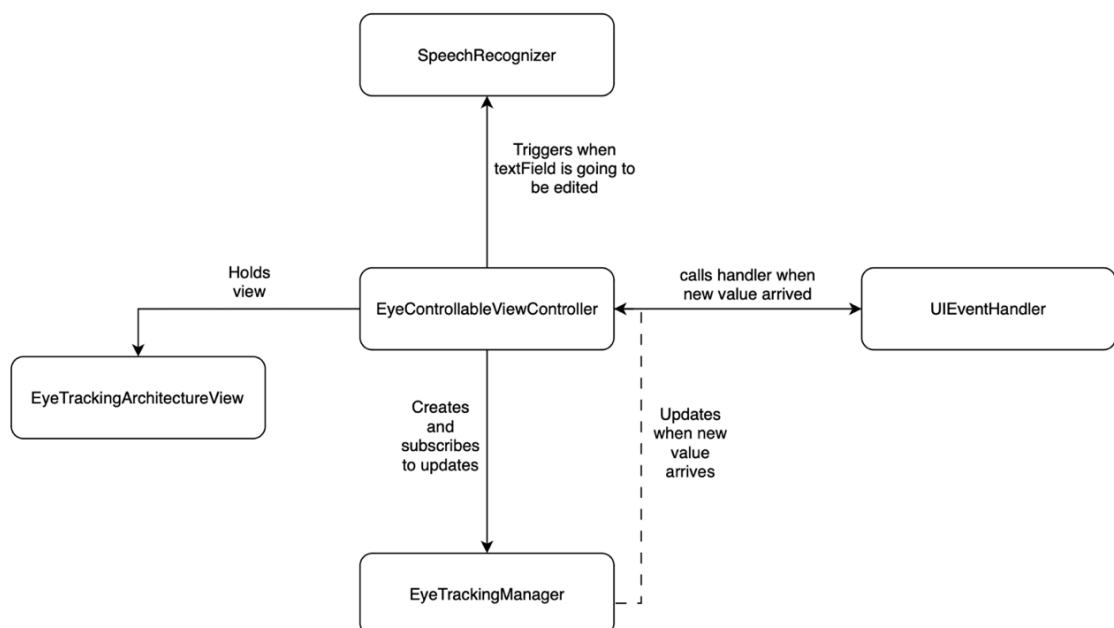 SpeechRecognizer
Triggers when
textField is going to
be edited
Holds
view
EyeControllableViewController
calls handler when
new value arrived
UIEventHandler
EyeTrackingArchitectureView
Creates
and
subscribes
to updates
Updates
when new
value
arrives
EyeTrackingManager